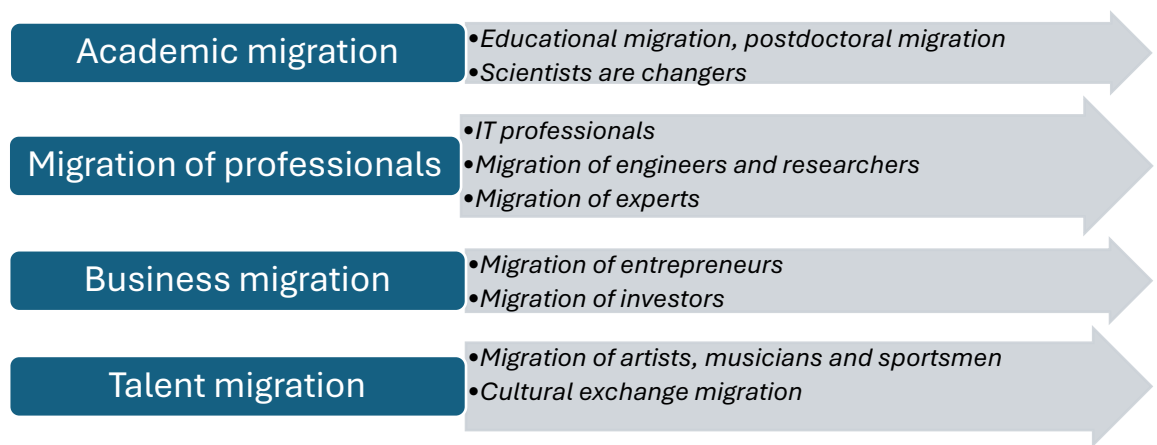 Academic migration
•Educational migration, postdoctoral migration
•Scientists are changers
Migration of professionals
•IT professionals
•Migration of engineers and researchers
•Migration of experts
Business migration
•Migration of entrepreneurs
•Migration of investors
Talent migration
•Migration of artists, musicians and sportsmen
•Cultural exchange migration